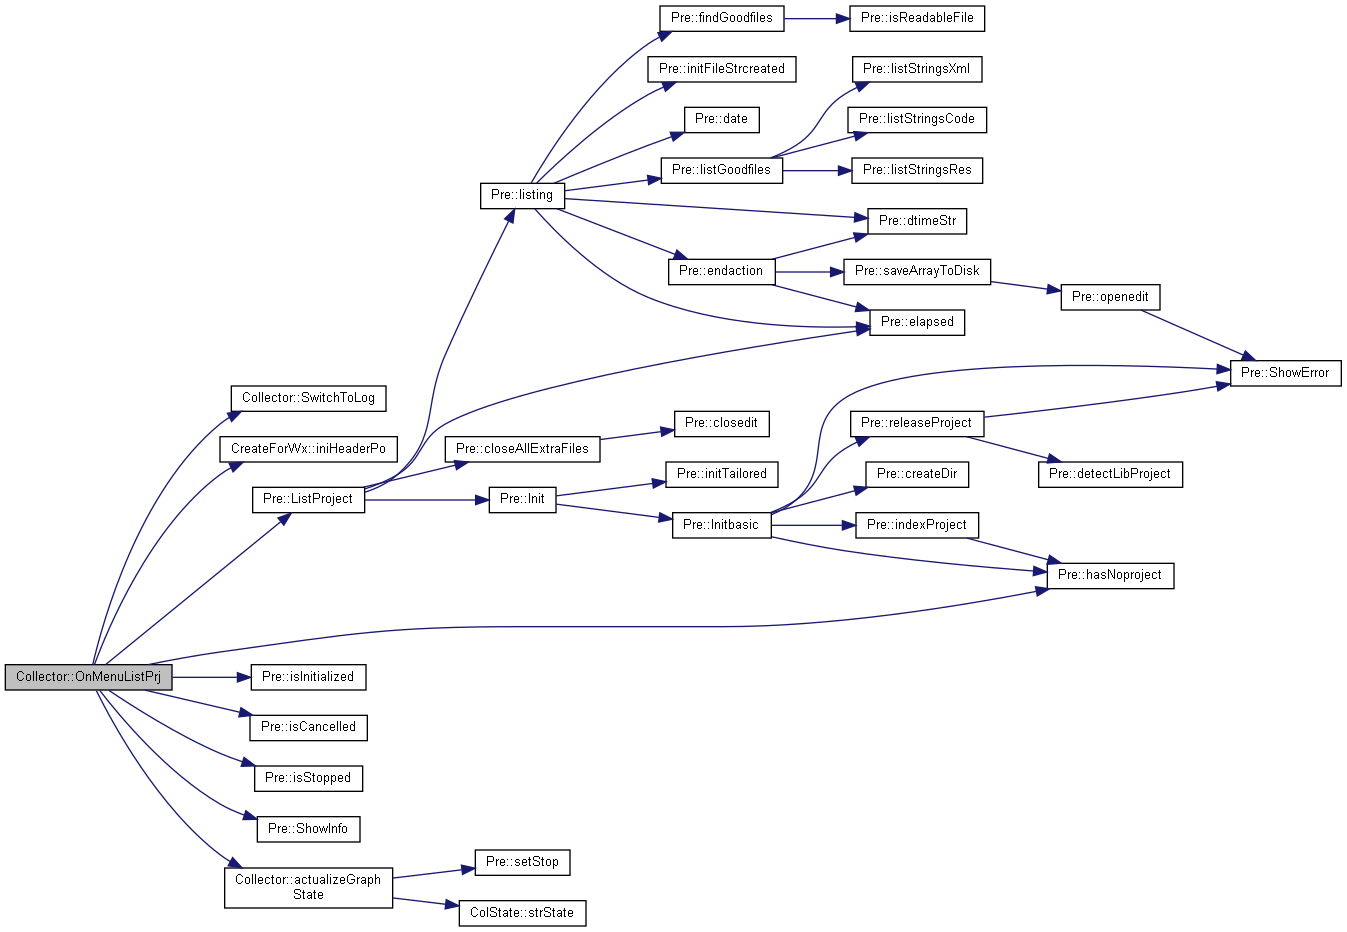 Pre::findGoodfiles
Pre::isReadableFile
Pre::initFileStrcreated
Pre::listStringsXml
Pre::date
Pre::listStringsCode
Pre::listGoodfiles
Pre::listStringsRes
Pre::listing
Pre::dtimeStr
Pre::endaction
Pre::saveArrayToDisk
Pre::openedit
Pre::elapsed
Pre::ShowError
Collector::SwitchToLog
Pre::closedit
Pre::releaseProject
CreateForWx::iniHeaderPo
Pre::closeAllExtraFiles
Pre::initTailored
Pre::createDir
Pre::detectLibProject
Pre::ListProject
Pre::Init
Pre::Initbasic
Pre::indexProject
Pre::hasNoproject
Collector::OnMenuListPrj
Pre::isInitialized
Pre::isCancelled
Pre::isStopped
Pre::ShowInfo
Collector::actualizeGraph
State
Pre::setStop
ColState::strState